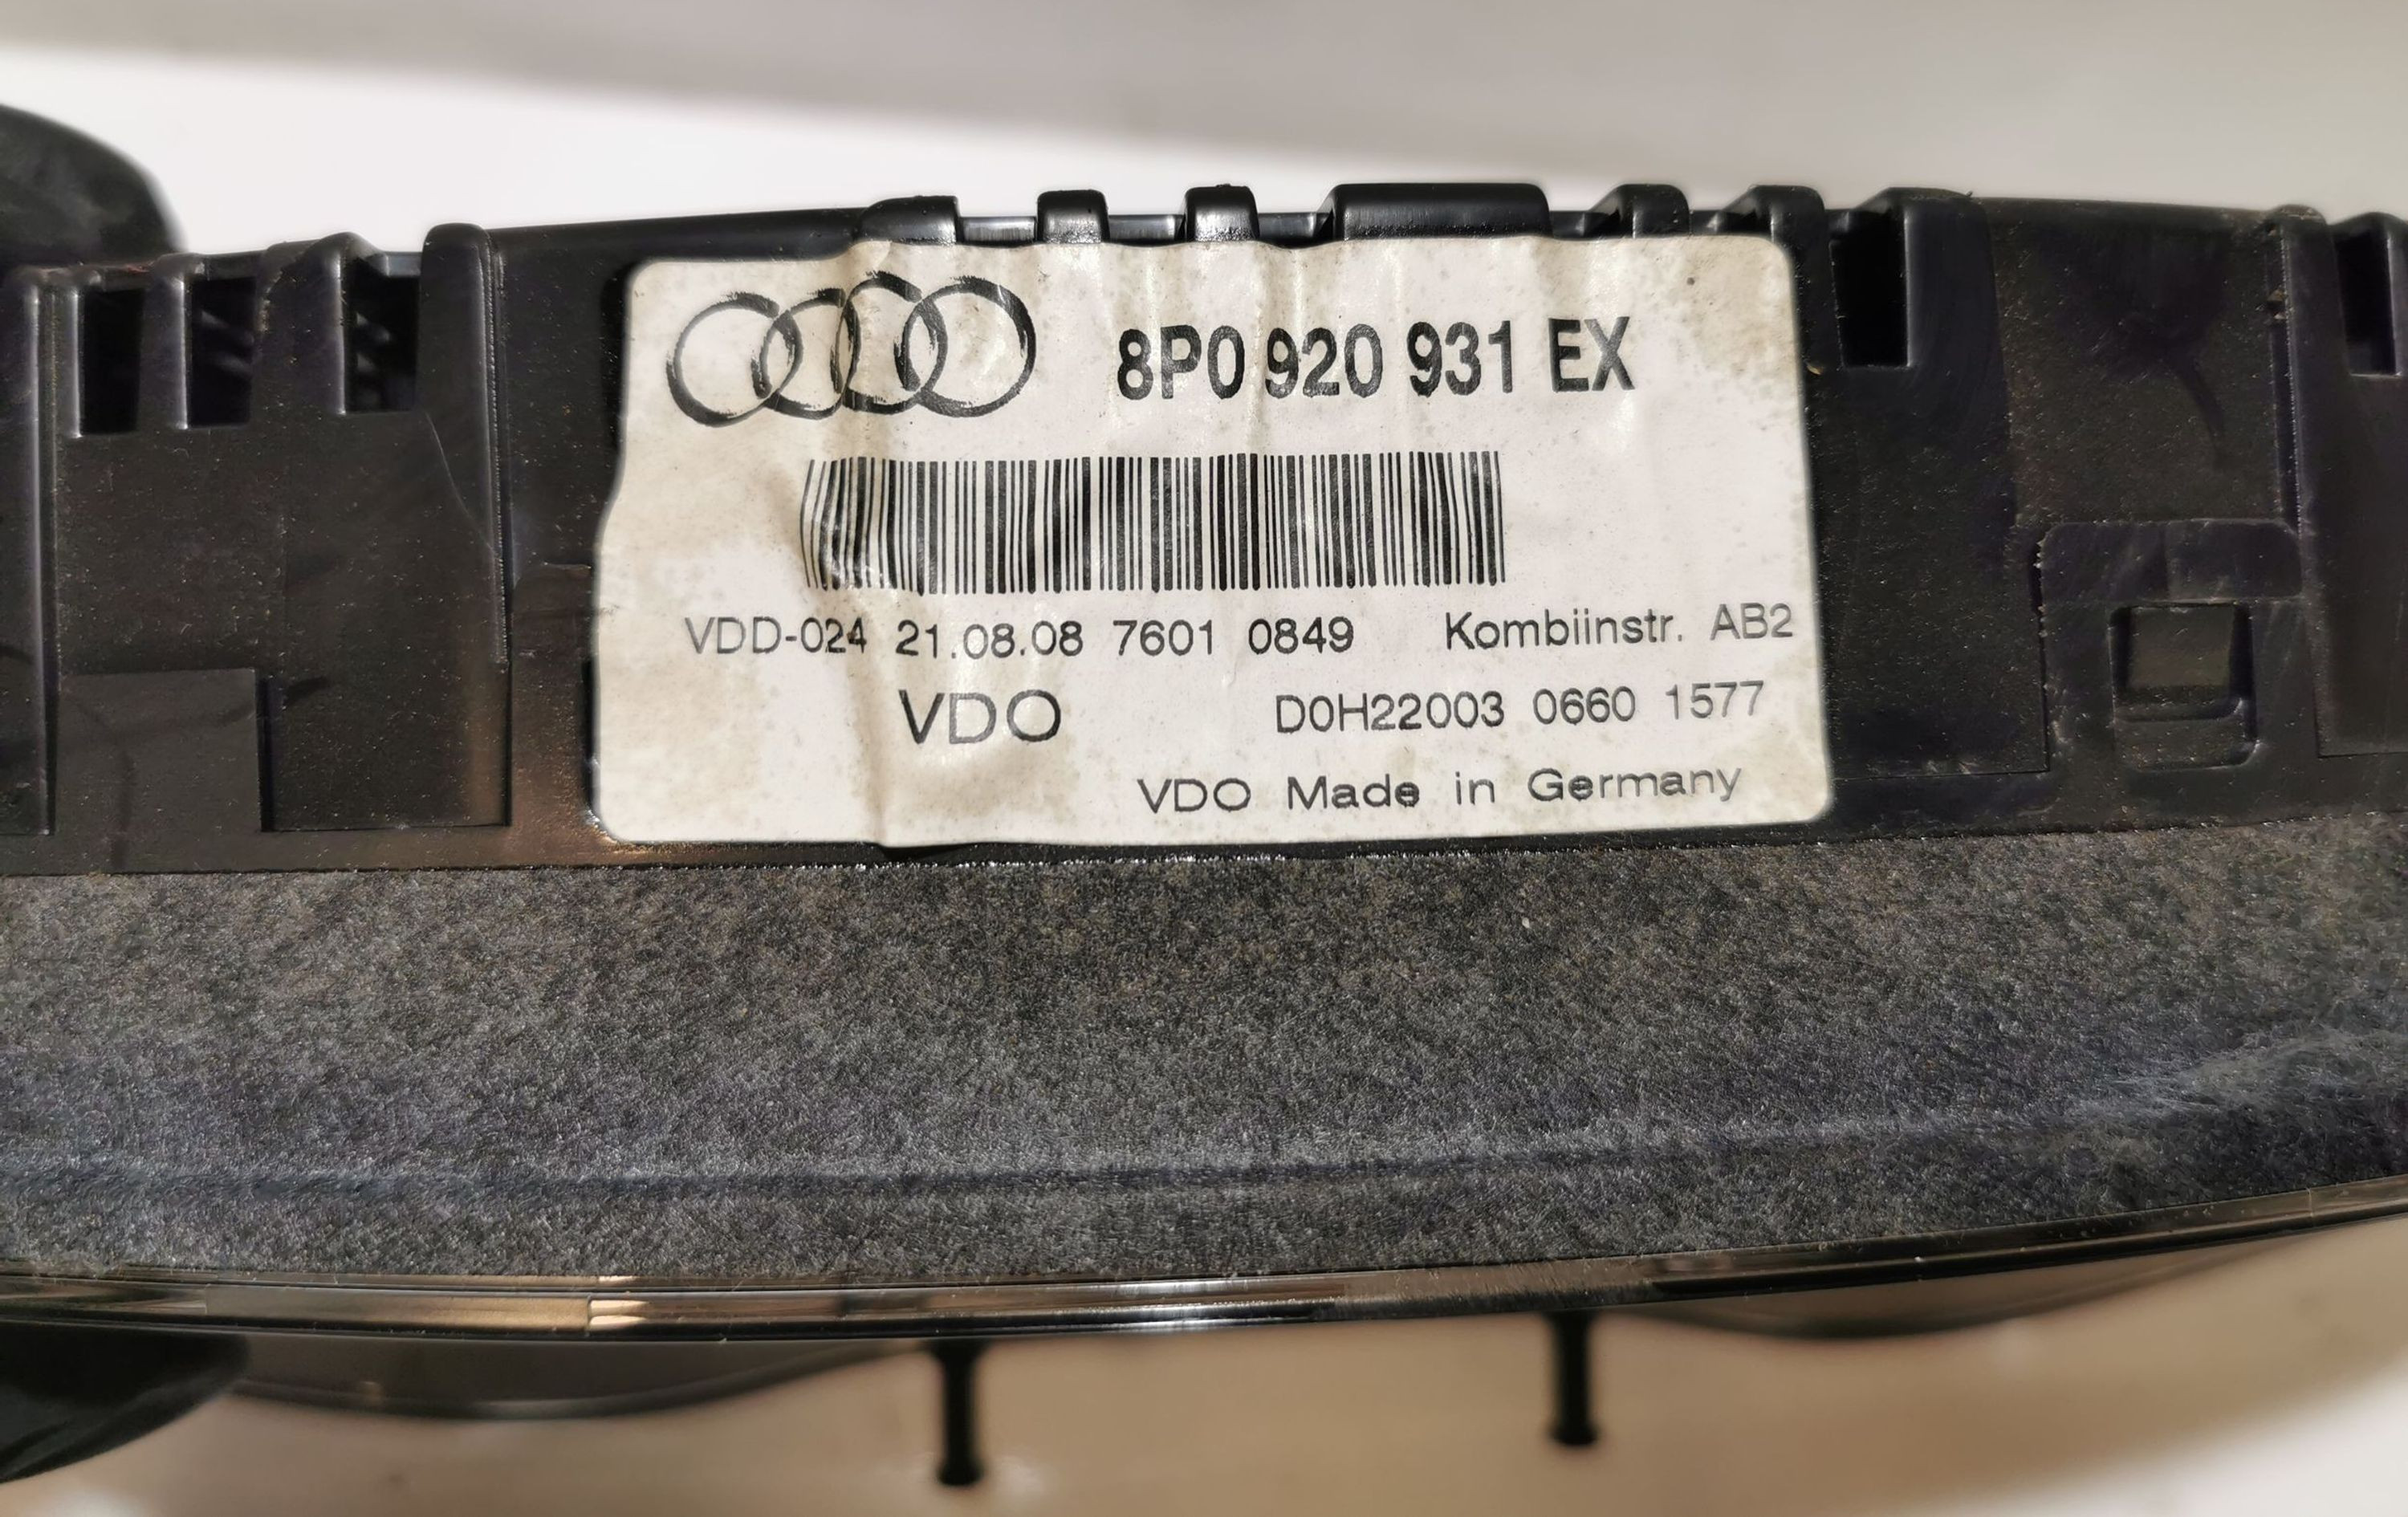 8P0 920 931 EX
VDD-024 21.08.08 7601 0849 Kombiinstr. AB2
VDO D0H22003 0660 1577
VDO Made in Germany